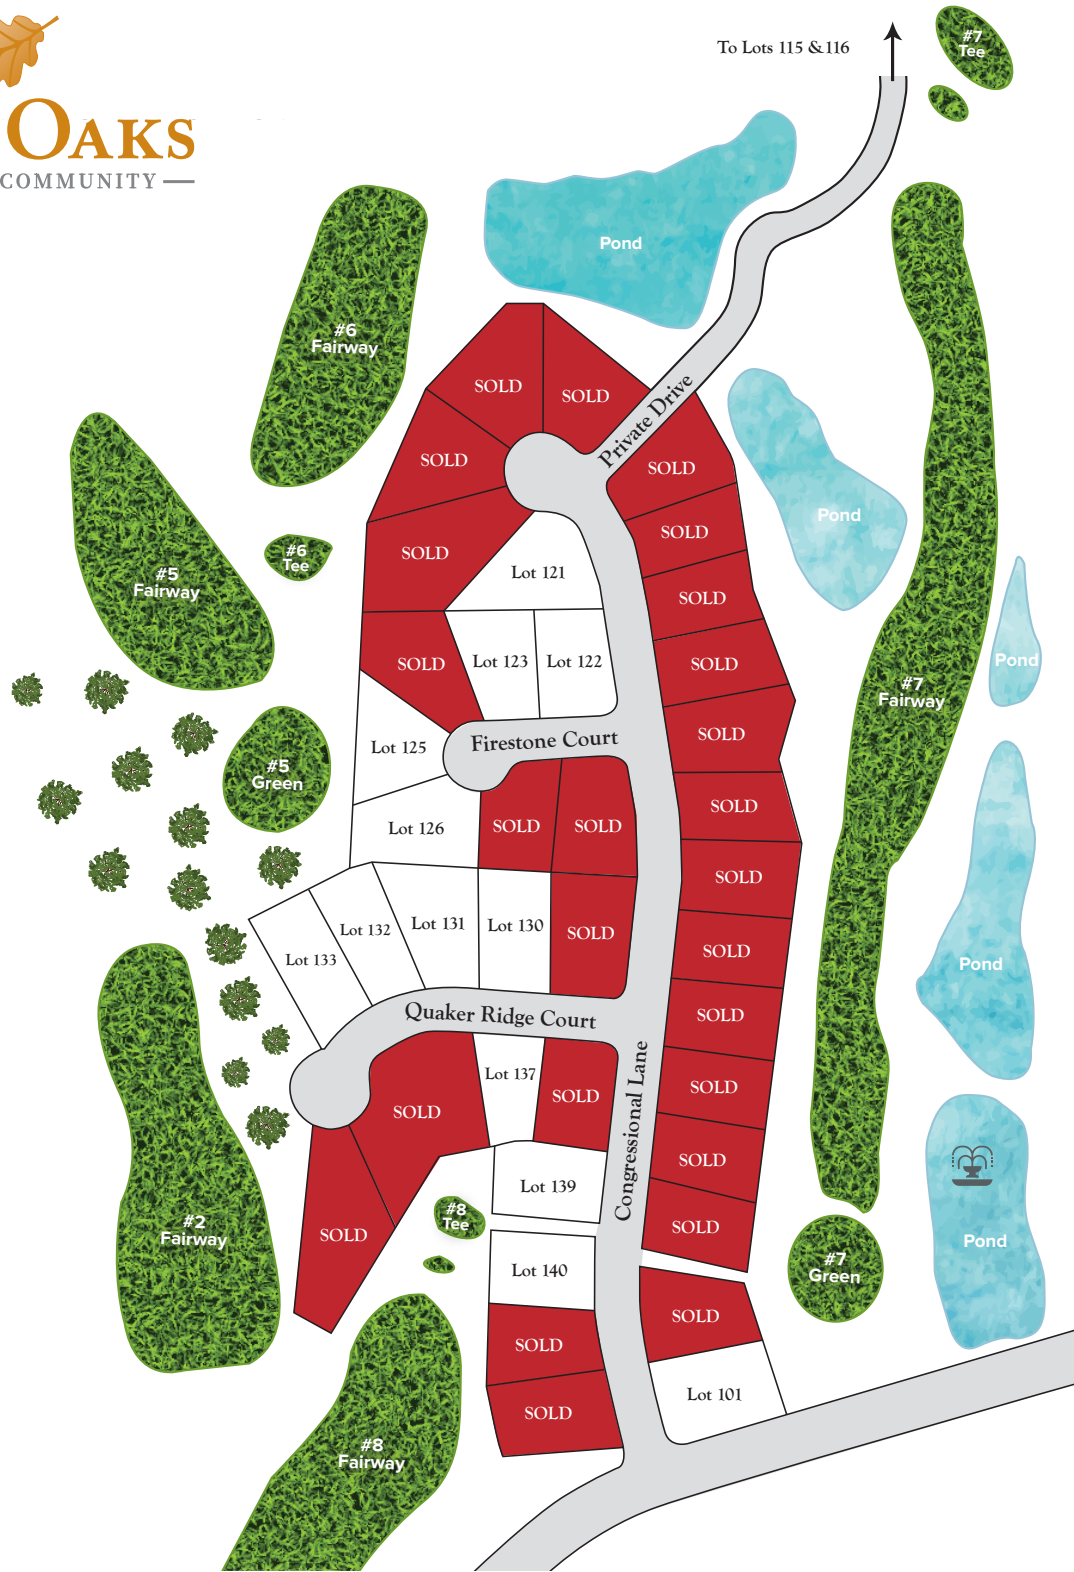 OAKS
COMMUNITY
To Lots 115 &116
#7
Tee
Pond
#6
Fairway
SOLD
SOLD
Private Drive
SOLD
SOLD
Pond
SOLD
SOLD
#6
Tee
Lot 121
#5
Fairway
SOLD
SOLD
Lot 123
Lot 122
SOLD
Pond
#7
Fairway
SOLD
Lot 125
Firestone Court
#5
Green
SOLD
Lot 126
SOLD
SOLD
SOLD
Lot 133
Lot 132
Lot 131
Lot 130
SOLD
SOLD
Pond
Quaker Ridge Court
SOLD
Lot 137
SOLD
SOLD
SOLD
Congressional Lane
SOLD
Lot 139
#8
Tee
SOLD
#2
Fairway
SOLD
Pond
Lot 140
#7
Green
SOLD
SOLD
Lot 101
SOLD
#8
Fairway